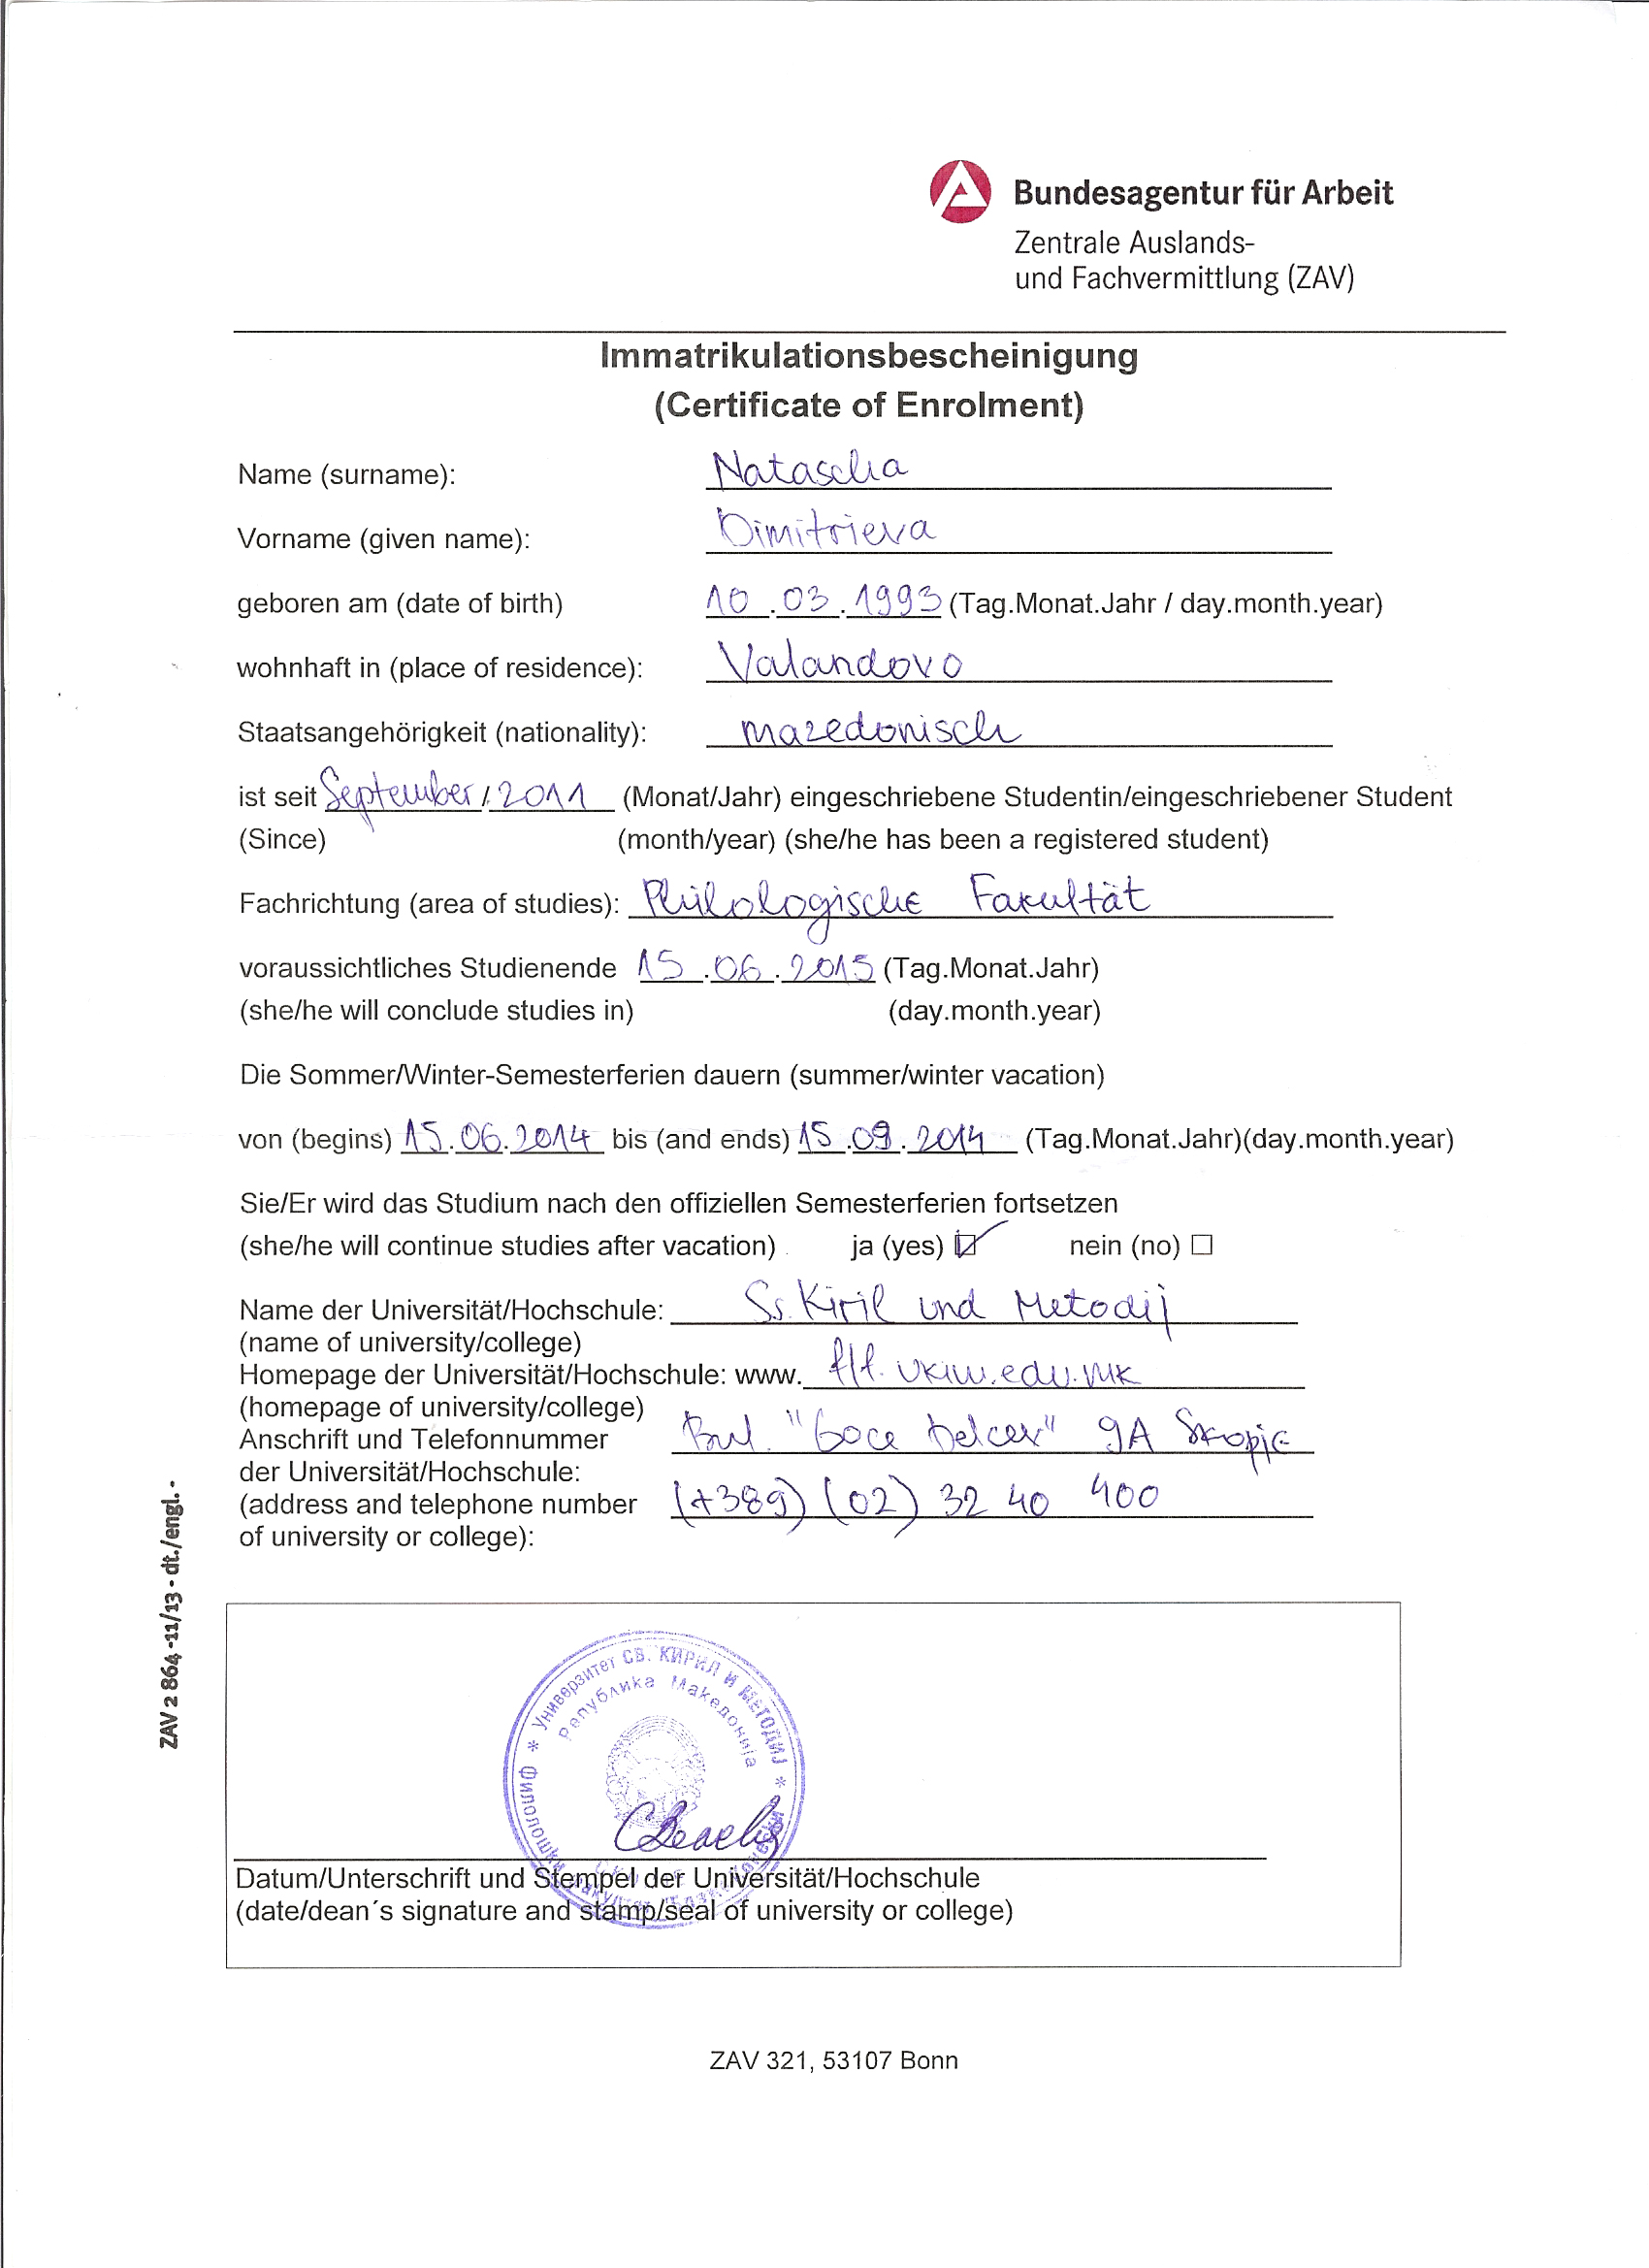 Bundesagentur für Arbeit
Zentrale Auslands-
und Fachvermittlung (ZAV)
Immatrikulationsbescheinigung
(Certificate of Enrolment)
Name (surname): Natascha
Vorname (given name): Dimitrieva
geboren am (date of birth) 10.03.1993 (Tag.Monat.Jahr / day.month.year)
wohnhaft in (place of residence): Valandovo
Staatsangehörigkeit (nationality): mazedonisch
ist seit September/2011 (Monat/Jahr) eingeschriebene Studentin/eingeschriebener Student
(Since) (month/year) (she/he has been a registered student)
Fachrichtung (area of studies): Philologische Fakultät
voraussichtliches Studienende 15.06.2015 (Tag.Monat.Jahr)
(she/he will conclude studies in) (day.month.year)
Die Sommer/Winter-Semesterferien dauern (summer/winter vacation)
von (begins) 15.06.2014 bis (and ends) 15.09.2014 (Tag.Monat.Jahr)(day.month.year)
Sie/Er wird das Studium nach den offiziellen Semesterferien fortsetzen
(she/he will continue studies after vacation) ja (yes) ☑ nein (no) ☐
Name der Universität/Hochschule: Ss. Kiril und Metodij
(name of university/college)
Homepage der Universität/Hochschule: www. flf.ukim.edu.mk
(homepage of university/college)
Anschrift und Telefonnummer Bul. "Goce Delcev" 9A Skopje
der Universität/Hochschule:
(address and telephone number (+389) (02) 32 40 400
of university or college):
ZAV 2 864 -11/13 - dt./engl. -
* Универзитет СВ. КИРИЛ И МЕТОДИЈ *
Република Македонија
Филолошки факултет
Datum/Unterschrift und Stempel der Universität/Hochschule
(date/dean´s signature and stamp/seal of university or college)
ZAV 321, 53107 Bonn